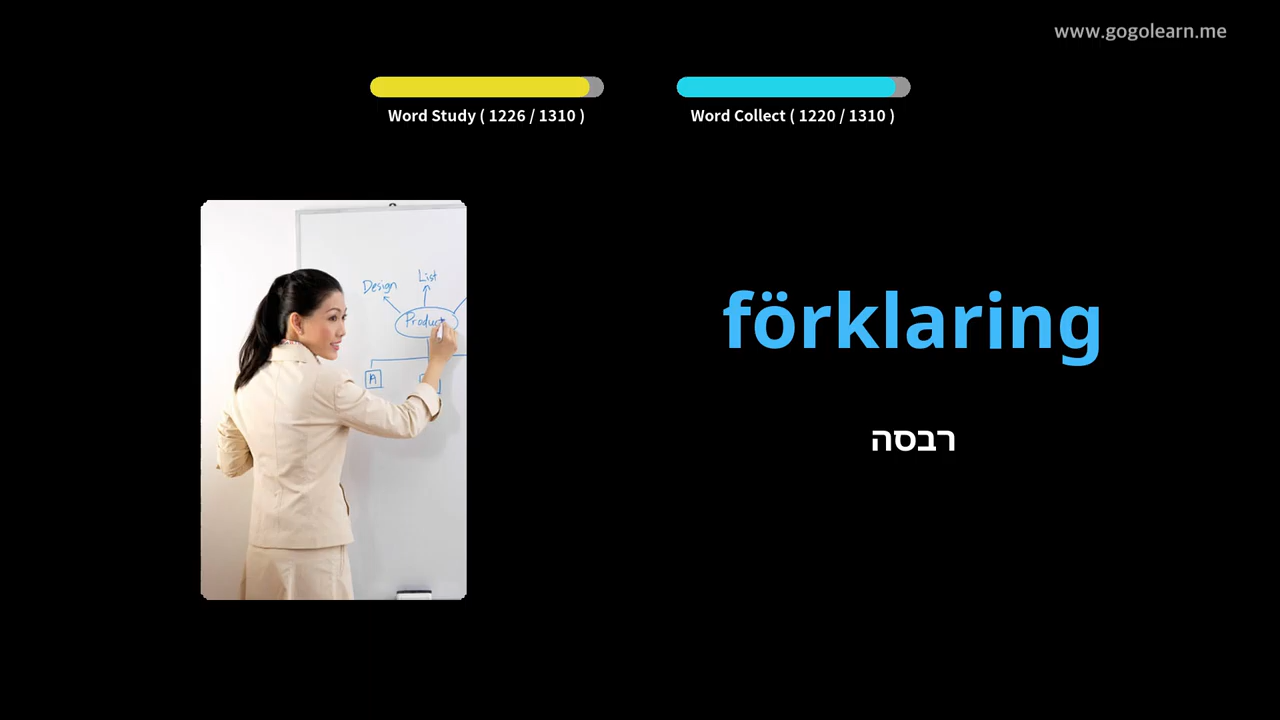 www.gogolearn.me
Word Study ( 1226 / 1310 )
Word Collect ( 1220 / 1310 )
Design
List
Product
A
förklaring
רבסה